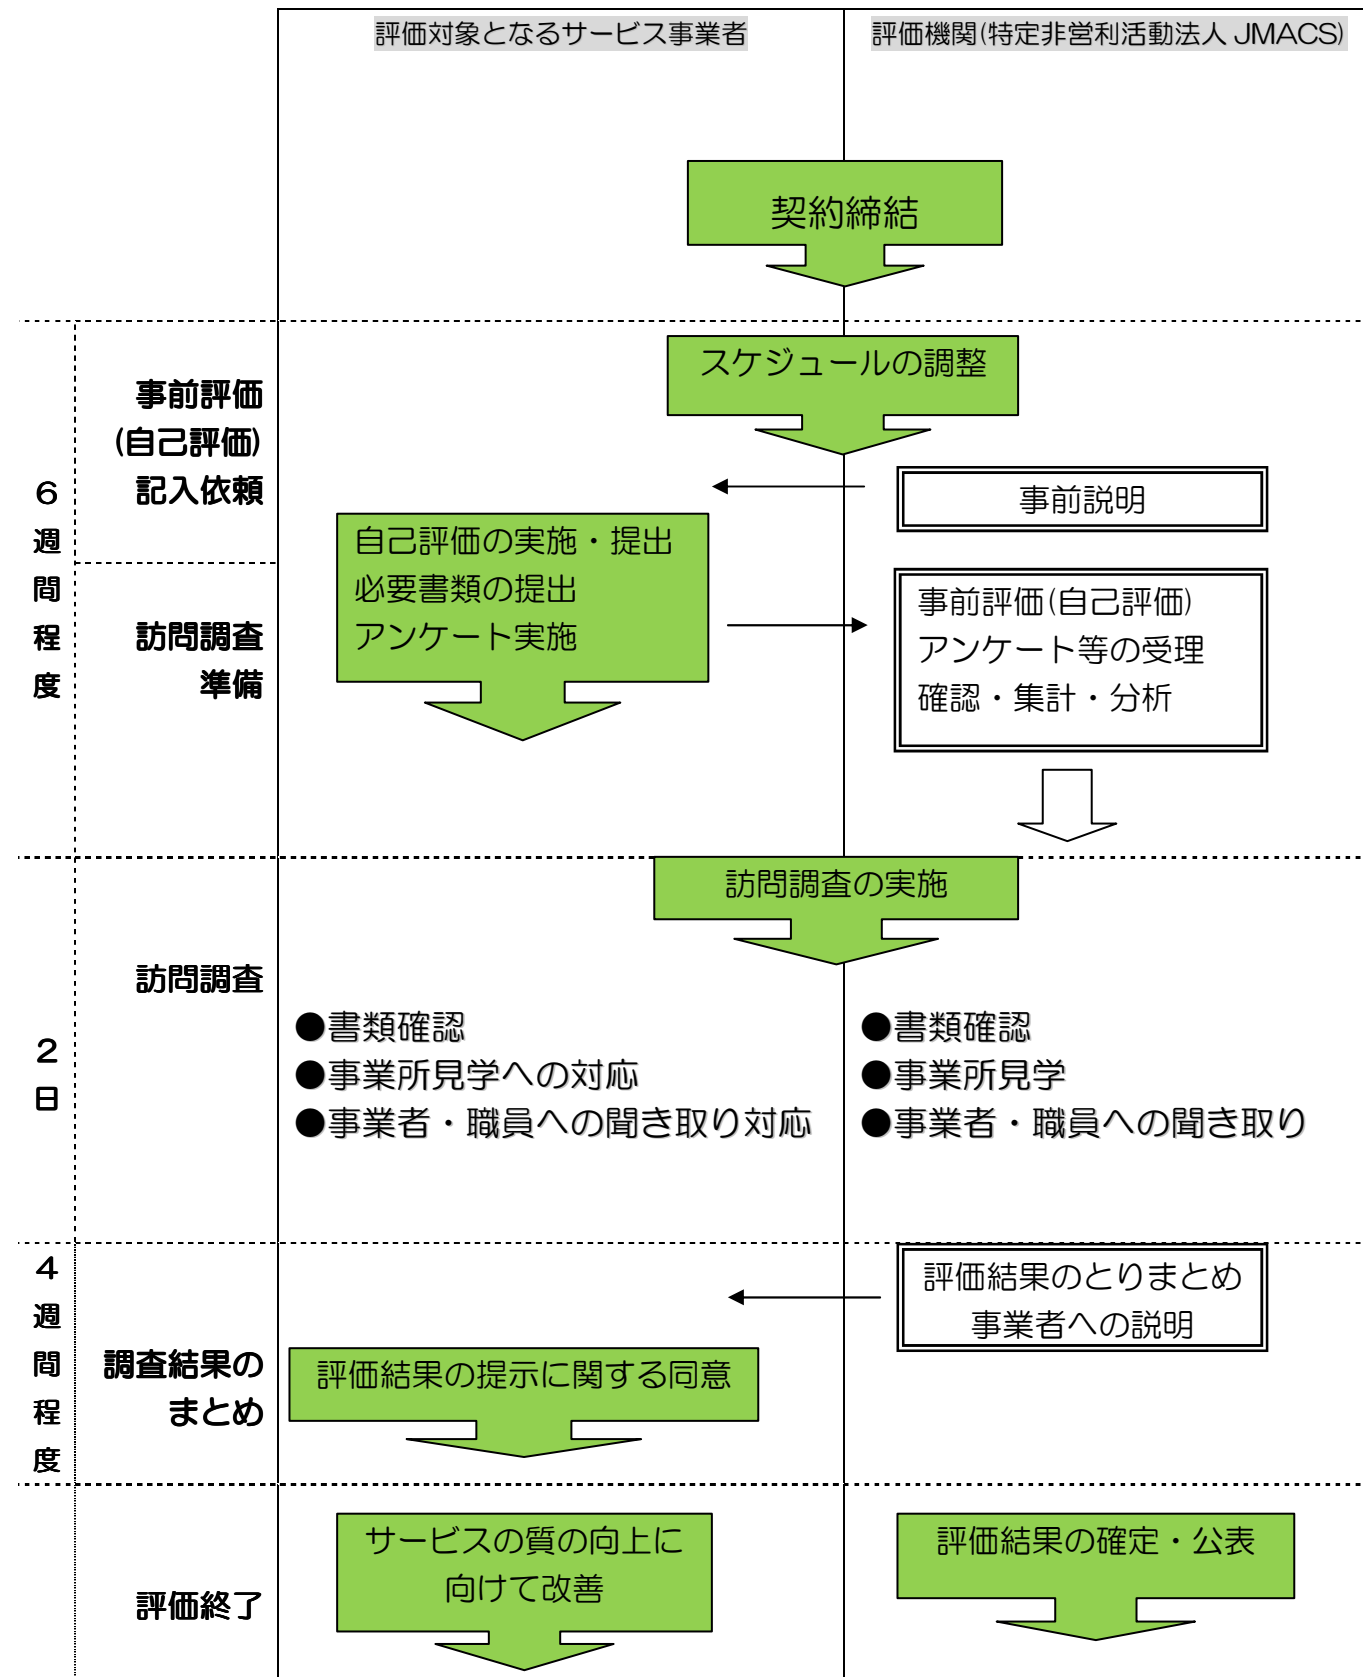 評価対象となるサービス事業者
評価機関(特定非営利活動法人 JMACS)
契約締結
6週間程度
事前評価
(自己評価)
記入依頼
スケジュールの調整
事前説明
自己評価の実施・提出
必要書類の提出
アンケート実施
訪問調査
準備
事前評価(自己評価)
アンケート等の受理
確認・集計・分析
2日
訪問調査
訪問調査の実施
●書類確認
●事業所見学への対応
●事業者・職員への聞き取り対応
●書類確認
●事業所見学
●事業者・職員への聞き取り
4週間程度
調査結果の
まとめ
評価結果のとりまとめ
事業者への説明
評価結果の提示に関する同意
評価終了
サービスの質の向上に
向けて改善
評価結果の確定・公表